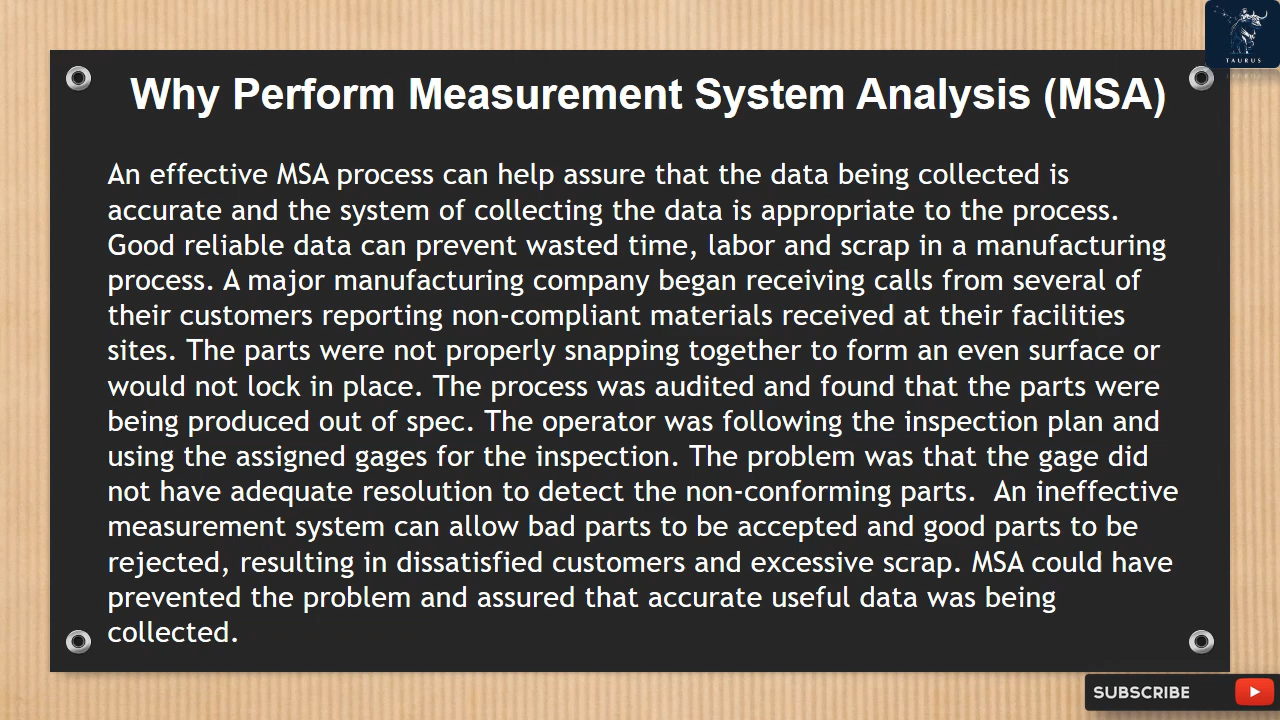 TAURUS
Why Perform Measurement System Analysis (MSA)
An effective MSA process can help assure that the data being collected is
accurate and the system of collecting the data is appropriate to the process.
Good reliable data can prevent wasted time, labor and scrap in a manufacturing
process. A major manufacturing company began receiving calls from several of
their customers reporting non-compliant materials received at their facilities
sites. The parts were not properly snapping together to form an even surface or
would not lock in place. The process was audited and found that the parts were
being produced out of spec. The operator was following the inspection plan and
using the assigned gages for the inspection. The problem was that the gage did
not have adequate resolution to detect the non-conforming parts.  An ineffective
measurement system can allow bad parts to be accepted and good parts to be
rejected, resulting in dissatisfied customers and excessive scrap. MSA could have
prevented the problem and assured that accurate useful data was being
collected.
SUBSCRIBE